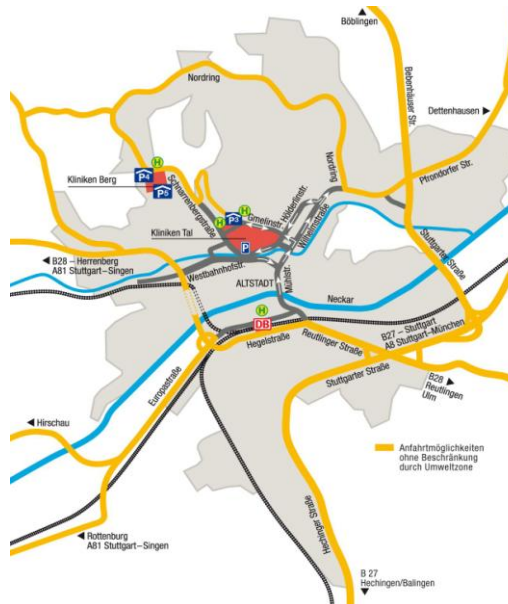 Böblingen
Nordring
Bebenhäuser Str.
Dettenhausen
H
P4
P5
Kliniken Berg
Schnarrenbergstraße
Nordring
Pfrondorfer Str.
H
P3
H
Gmelinstr.
Hölderlinstr.
Wilhelmstraße
Kliniken Tal
P
Stuttgarter Straße
B28 – Herrenberg
A81 Stuttgart–Singen
Westbahnhofstr.
ALTSTADT
Mühlstr.
Neckar
H
DB
Hegelstraße
Reutlinger Straße
B27 – Stuttgart
A8 Stuttgart–München
Stuttgarter Straße
B28
Reutlingen
Ulm
Europastraße
Hirschau
Anfahrtmöglichkeiten
ohne Beschränkung
durch Umweltzone
Hechinger Straße
Rottenburg
A81 Stuttgart–Singen
B 27
Hechingen/Balingen